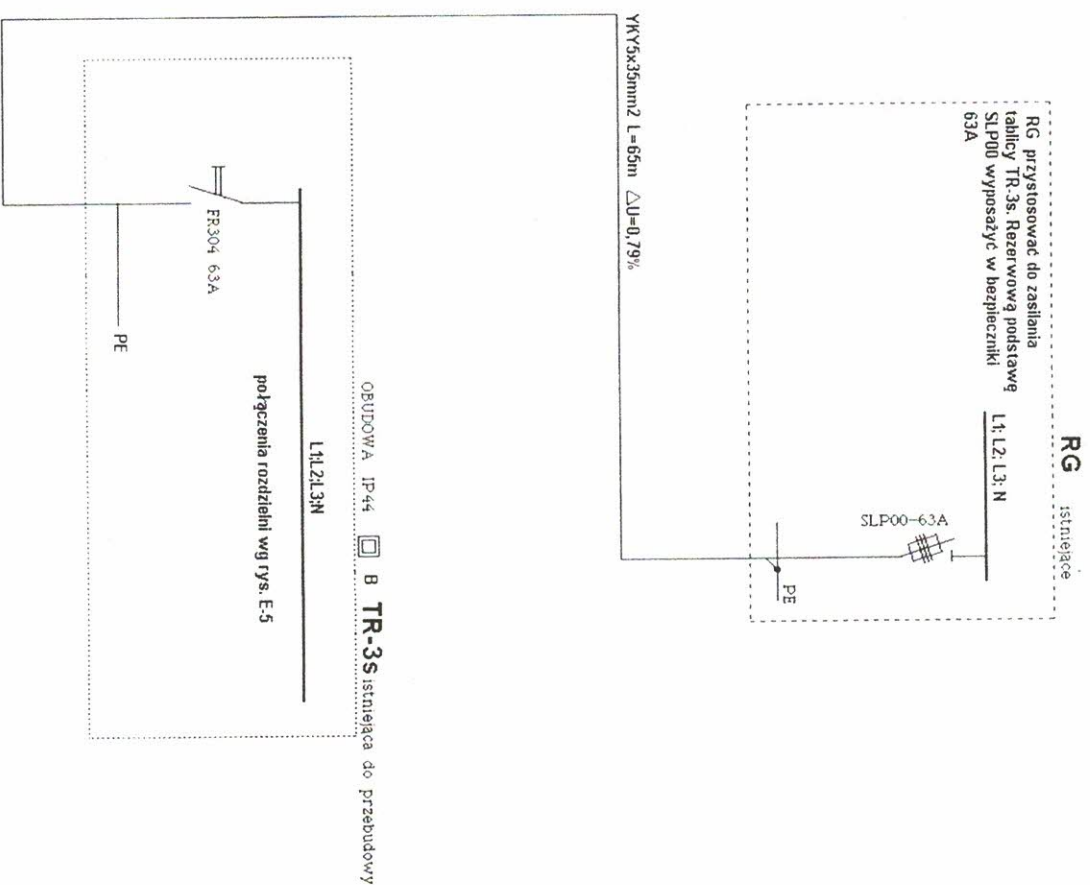 RG istniejące
RG przystosować do zasilania
tablicy TR.3s. Rezerwową podstawę
SLP00 wyposażyć w bezpieczniki
63A
L1; L2; L3; N
SLP00-63A
PE
YKY5x35mm2 L=65m △U=0,79%
OBUDOWA IP44 B TR-3s istniejąca do przebudowy
L1;L2;L3;N
połączenia rozdzielni wg rys. E-5
FR304 63A
PE